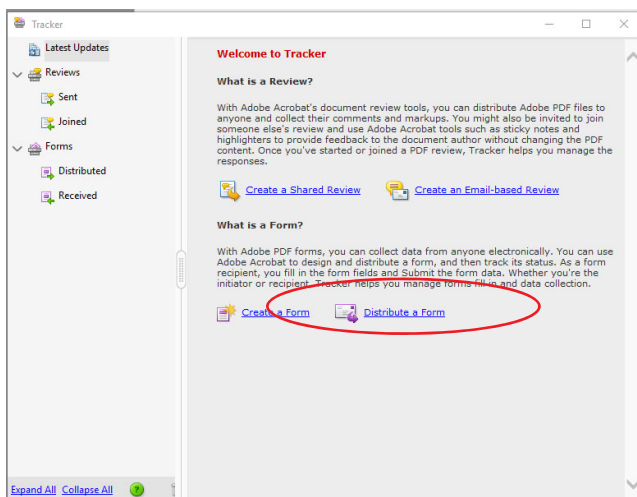 Tracker
Latest Updates
Reviews
Sent
Joined
Forms
Distributed
Received
Expand All Collapse All
Welcome to Tracker
What is a Review?
With Adobe Acrobat's document review tools, you can distribute Adobe PDF files to
anyone and collect their comments and markups. You might also be invited to join
someone else's review and use Adobe Acrobat tools such as sticky notes and
highlighters to provide feedback to the document author without changing the PDF
content. Once you've started or joined a PDF review, Tracker helps you manage the
responses.
Create a Shared Review Create an Email-based Review
What is a Form?
With Adobe PDF forms, you can collect data from anyone electronically. You can use
Adobe Acrobat to design and distribute a form, and then track its status. As a form
recipient, you fill in the form fields and Submit the form data. Whether you're the
initiator or recipient, Tracker helps you manage forms fill in and data collection.
Create a Form Distribute a Form